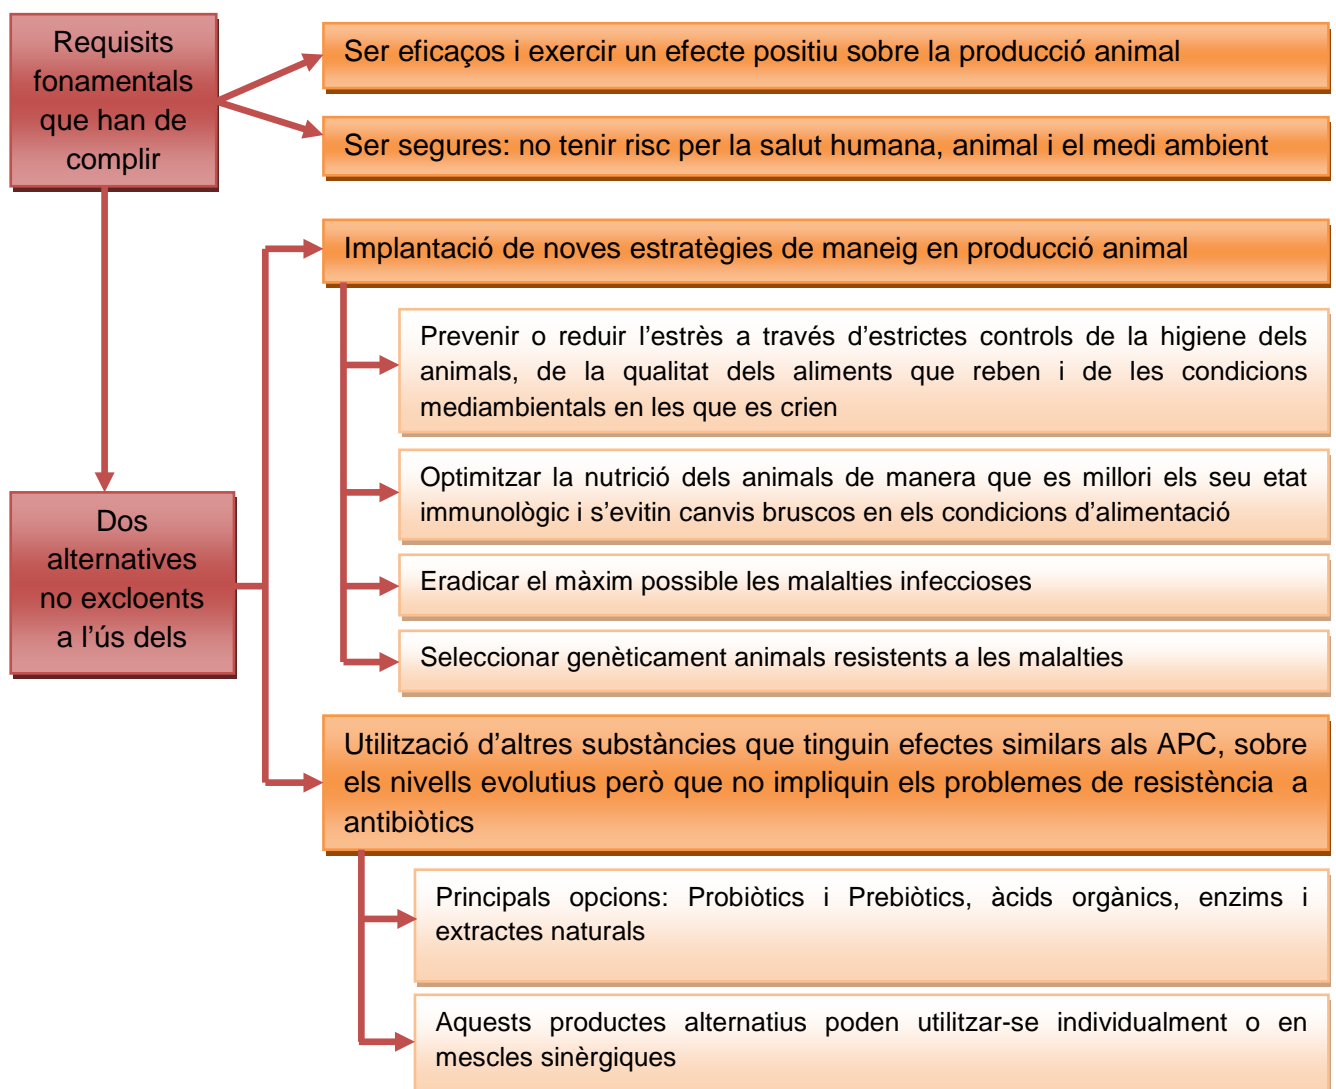 Requisits
fonamentals
que han de
complir
Ser eficaços i exercir un efecte positiu sobre la producció animal
Ser segures: no tenir risc per la salut humana, animal i el medi ambient
Dos
alternatives
no excloents
a l’ús dels
Implantació de noves estratègies de maneig en producció animal
Prevenir o reduir l’estrès a través d’estrictes controls de la higiene dels
animals, de la qualitat dels aliments que reben i de les condicions
mediambientals en les que es crien
Optimitzar la nutrició dels animals de manera que es millori els seu etat
immunològic i s’evitin canvis bruscos en els condicions d’alimentació
Eradicar el màxim possible les malalties infeccioses
Seleccionar genèticament animals resistents a les malalties
Utilització d’altres substàncies que tinguin efectes similars als APC, sobre
els nivells evolutius però que no impliquin els problemes de resistència a
antibiòtics
Principals opcions: Probiòtics i Prebiòtics, àcids orgànics, enzims i
extractes naturals
Aquests productes alternatius poden utilitzar-se individualment o en
mescles sinèrgiques